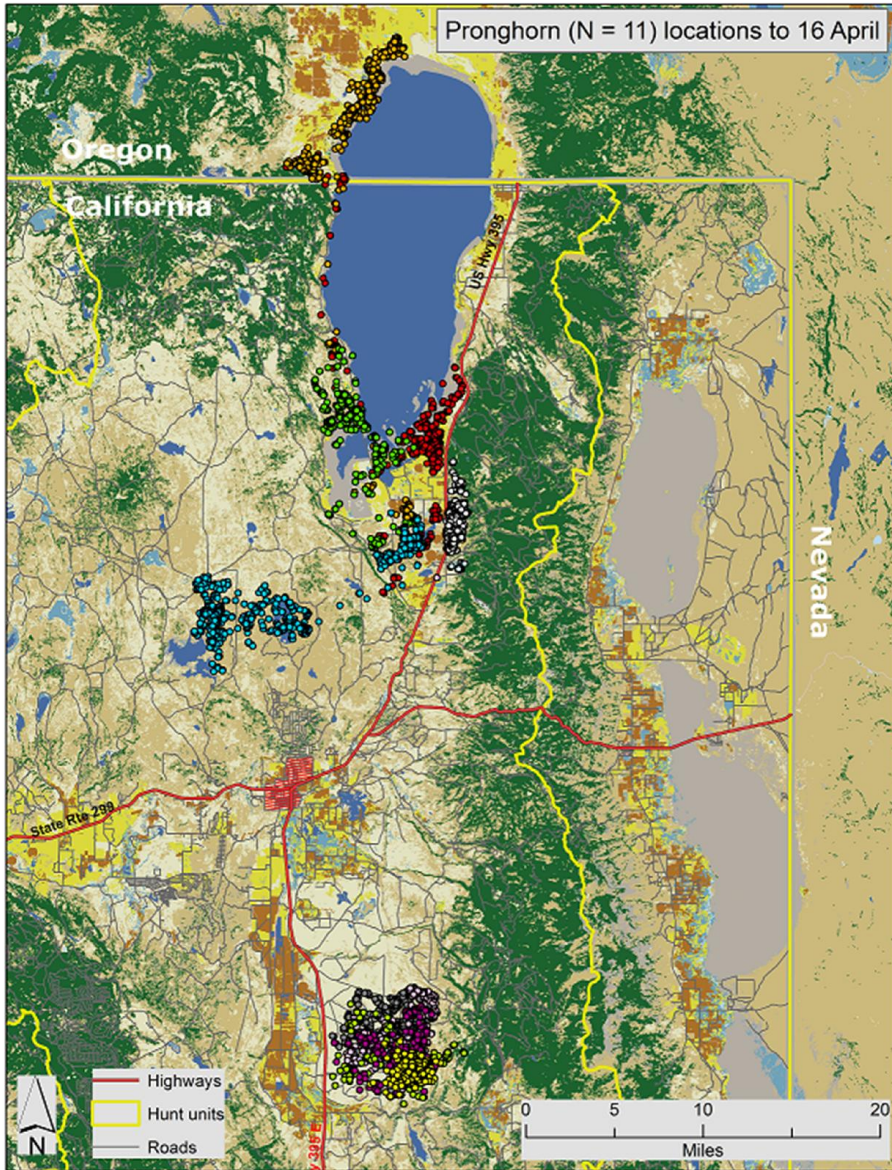 Pronghorn (N = 11) locations to 16 April
Oregon
California
US Hwy 395
Nevada
State Rte 299
y 395 E
Highways
Hunt units
Roads
N
0 5 10 20
Miles